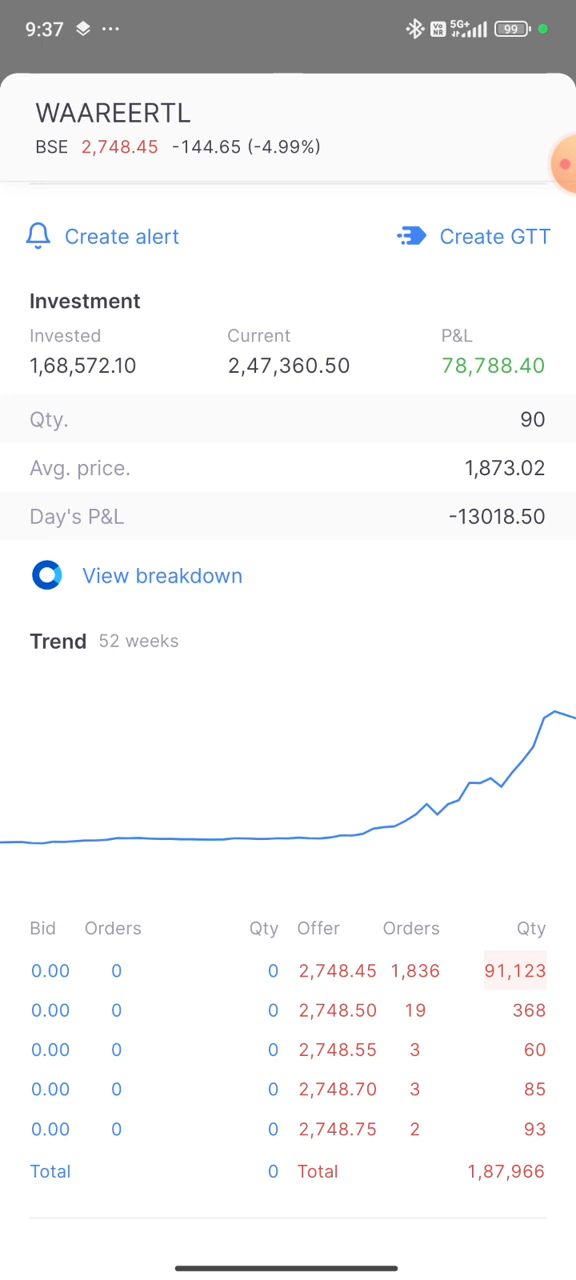 9:37 ... 5G+ 99
WAAREERTL
BSE 2,748.45 -144.65 (-4.99%)
Create alert Create GTT
Investment
Invested Current P&L
1,68,572.10 2,47,360.50 78,788.40
Qty. 90
Avg. price. 1,873.02
Day's P&L -13018.50
View breakdown
Trend 52 weeks
Bid Orders Qty Offer Orders Qty
0.00 0 0 2,748.45 1,836 91,123
0.00 0 0 2,748.50 19 368
0.00 0 0 2,748.55 3 60
0.00 0 0 2,748.70 3 85
0.00 0 0 2,748.75 2 93
Total 0 Total 1,87,966